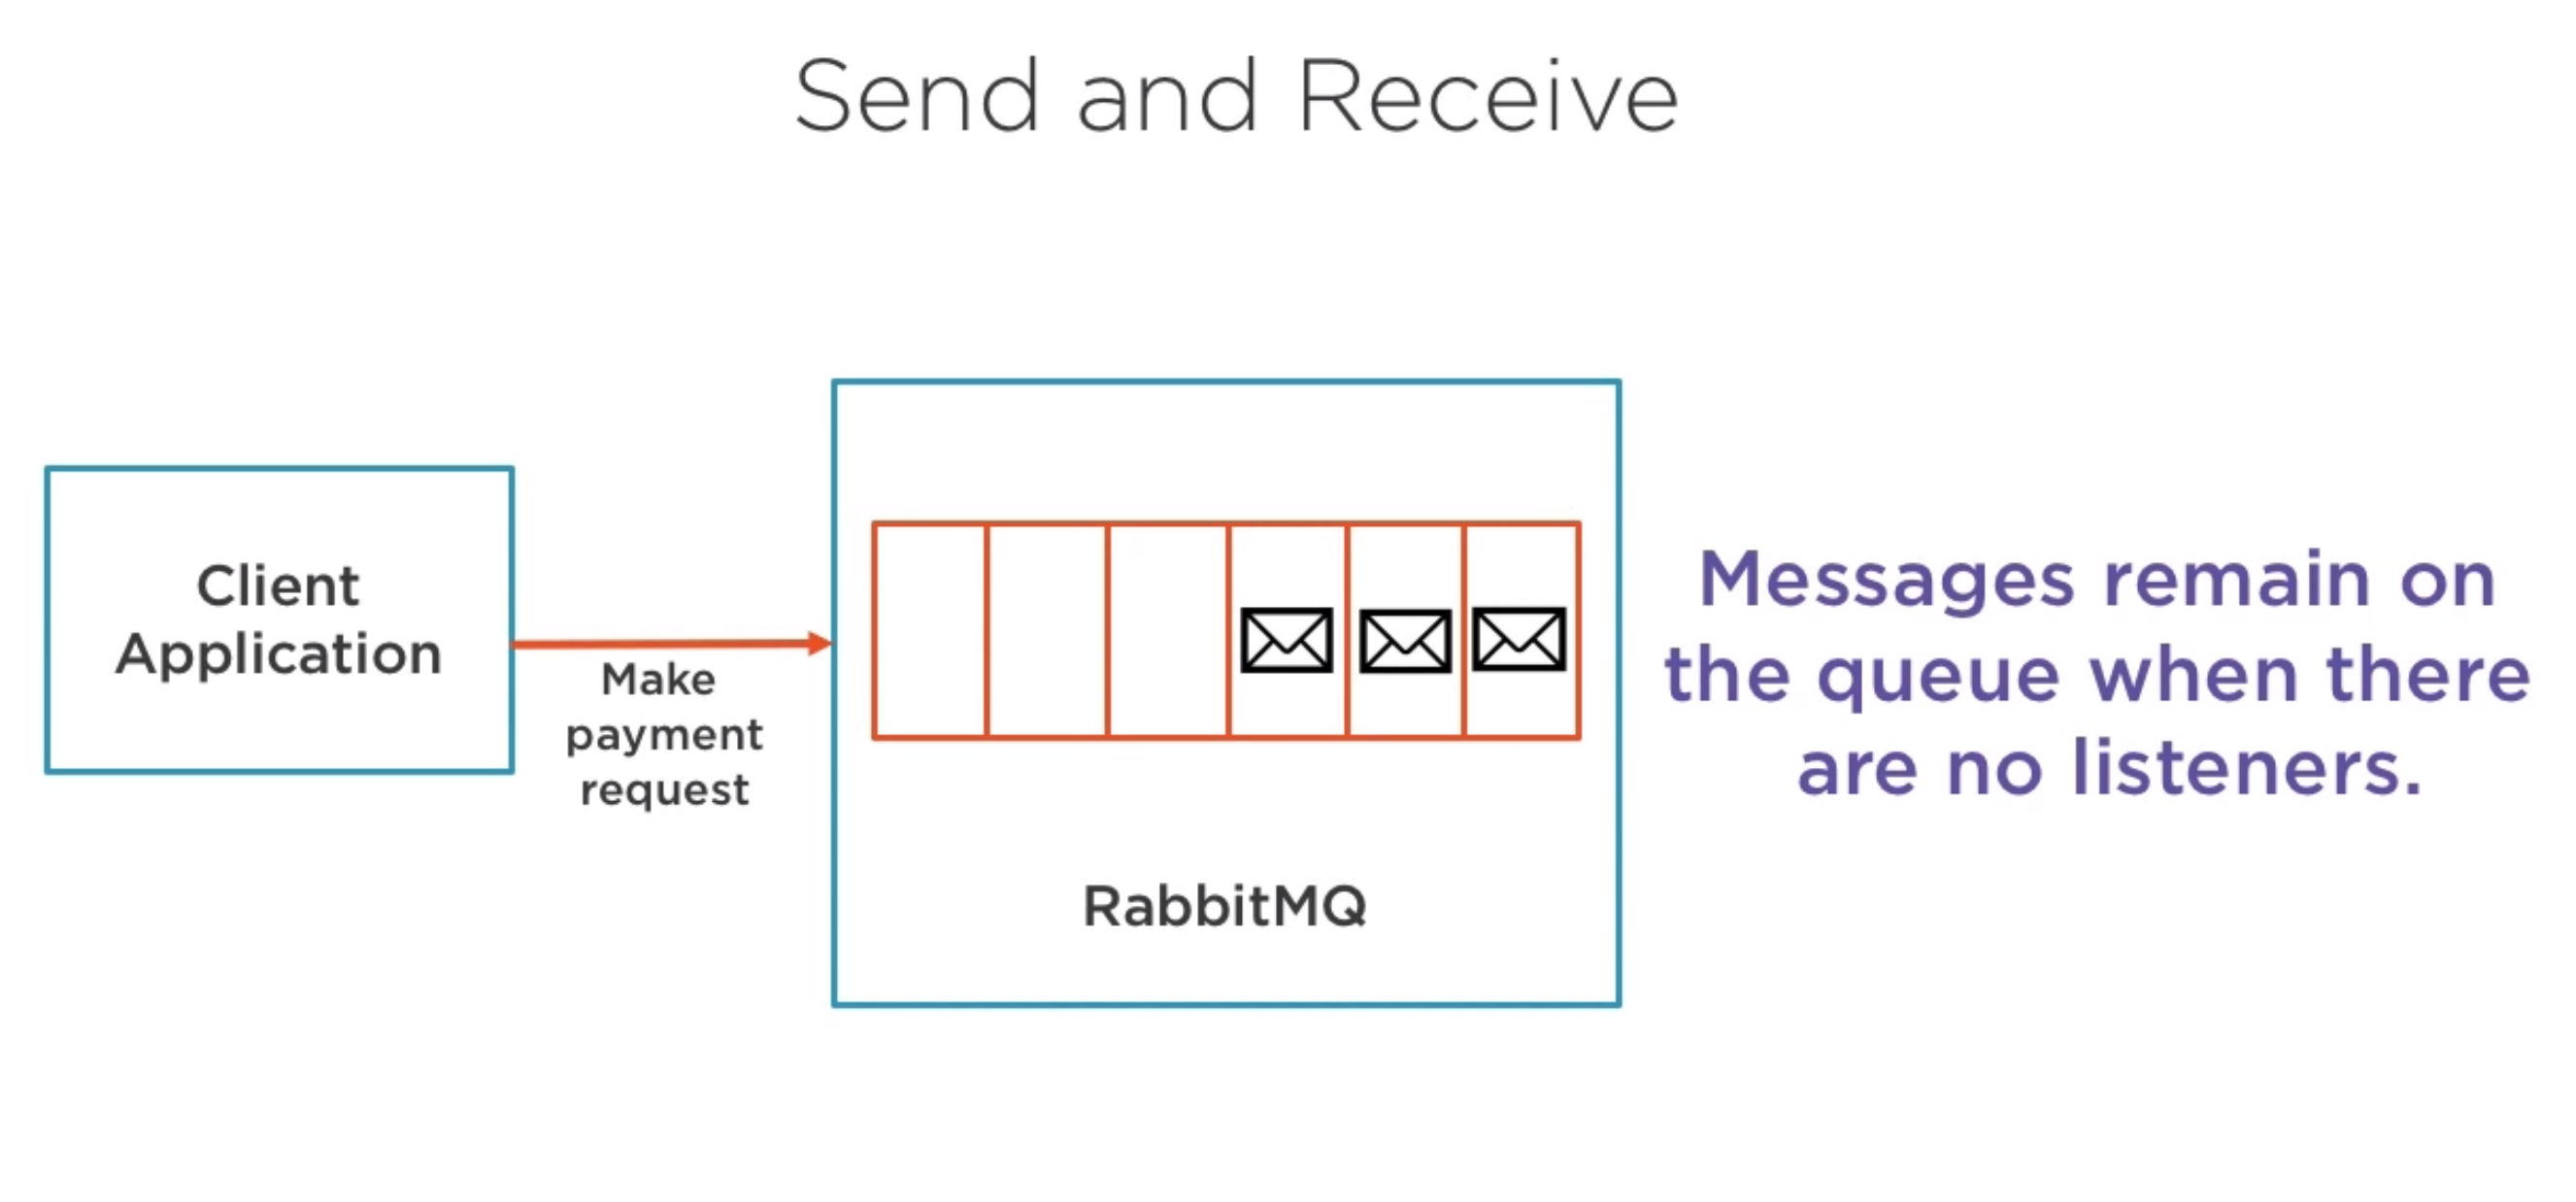 Send and Receive
Client
Application
Make
payment
request
RabbitMQ
Messages remain on
the queue when there
are no listeners.